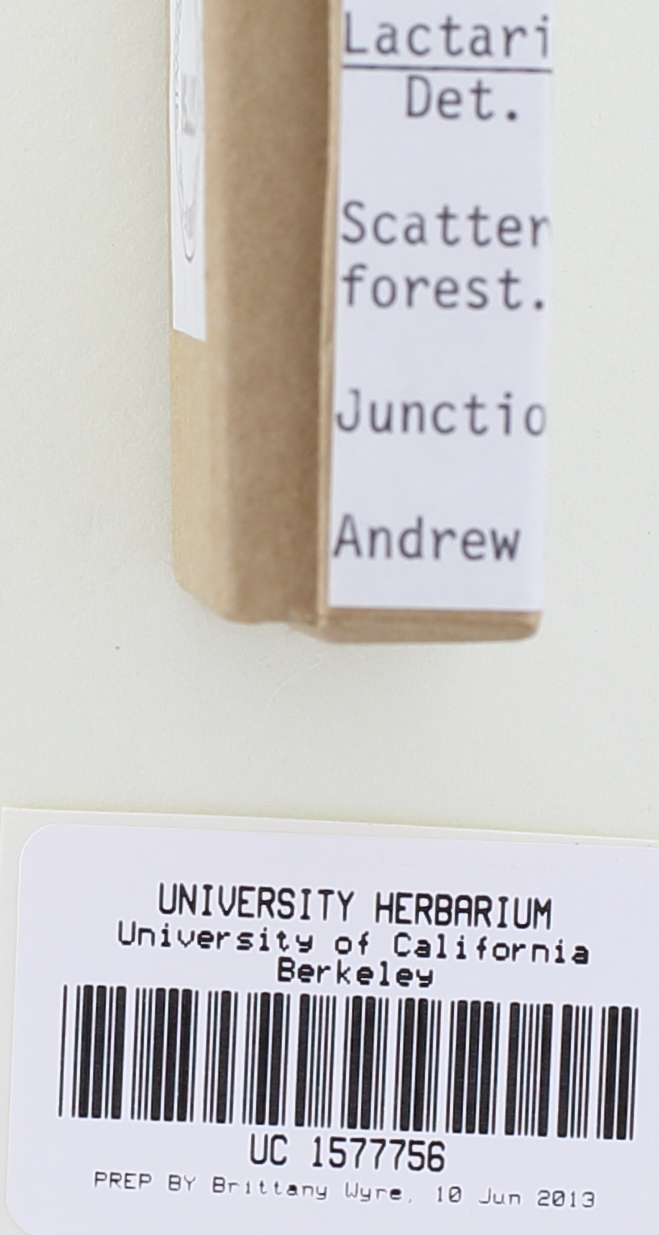 Lactari
Det.
Scatter
forest.
Junctio
Andrew
UNIVERSITY HERBARIUM
University of California
Berkeley
UC 1577756
PREP BY Brittany Wyre, 10 Jun 2013